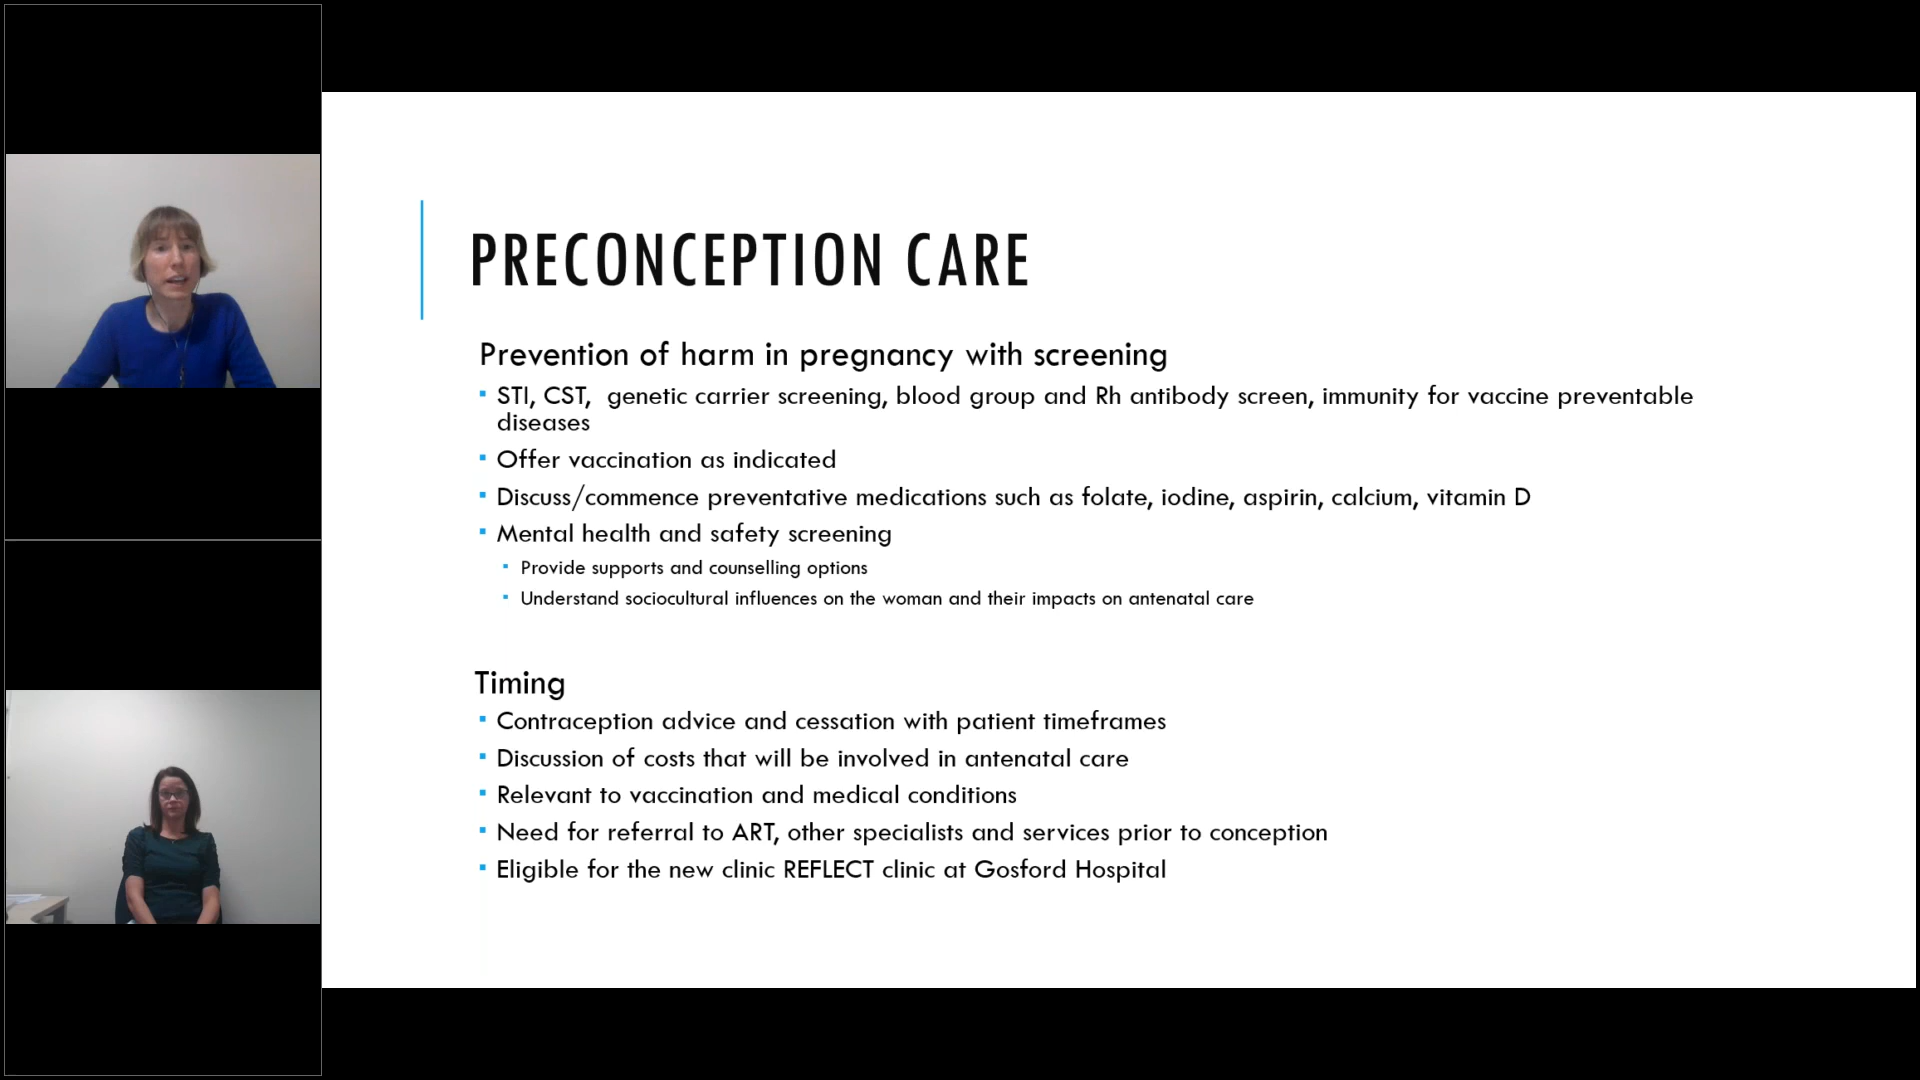 PRECONCEPTION CARE
Prevention of harm in pregnancy with screening
STI, CST, genetic carrier screening, blood group and Rh antibody screen, immunity for vaccine preventable
diseases
Offer vaccination as indicated
Discuss/commence preventative medications such as folate, iodine, aspirin, calcium, vitamin D
Mental health and safety screening
Provide supports and counselling options
Understand sociocultural influences on the woman and their impacts on antenatal care
Timing
Contraception advice and cessation with patient timeframes
Discussion of costs that will be involved in antenatal care
Relevant to vaccination and medical conditions
Need for referral to ART, other specialists and services prior to conception
Eligible for the new clinic REFLECT clinic at Gosford Hospital